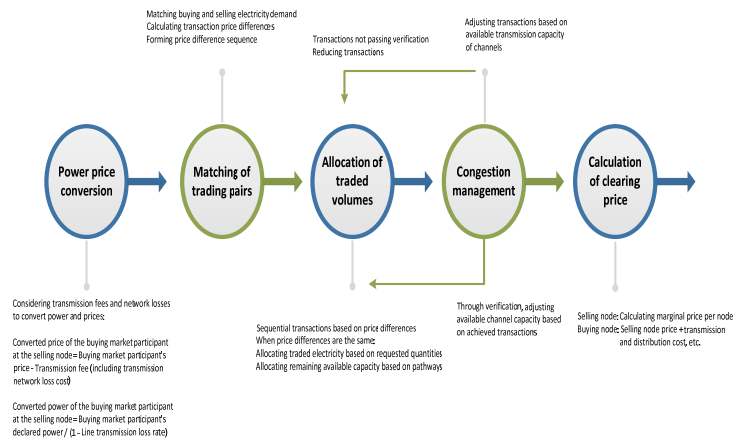 Matching buying and selling electricity demand
Calculating transaction price differences
Forming price difference sequence
Transactions not passing verification
Reducing transactions
Adjusting transactions based on
available transmission capacity
of channels
Power price
conversion
Matching of
trading pairs
Allocation of
traded
volumes
Congestion
management
Calculation
of clearing
price
Considering transmission fees and network losses
to convert power and prices:
Converted price of the buying market participant
at the selling node= Buying market participant's
price - Transmission fee (including transmission
network loss cost)
Converted power of the buying market participant
at the selling node= Buying market participant's
declared power / (1 - Line transmission loss rate)
Sequential transactions based on price differences
When price differences are the same:
Allocating traded electricity based on requested quantities
Allocating remaining available capacity based on pathways
Through verification, adjusting
available channel capacity based
on achieved transactions
Selling node: Calculating marginal price per node
Buying node: Selling node price + transmission
and distribution cost, etc.